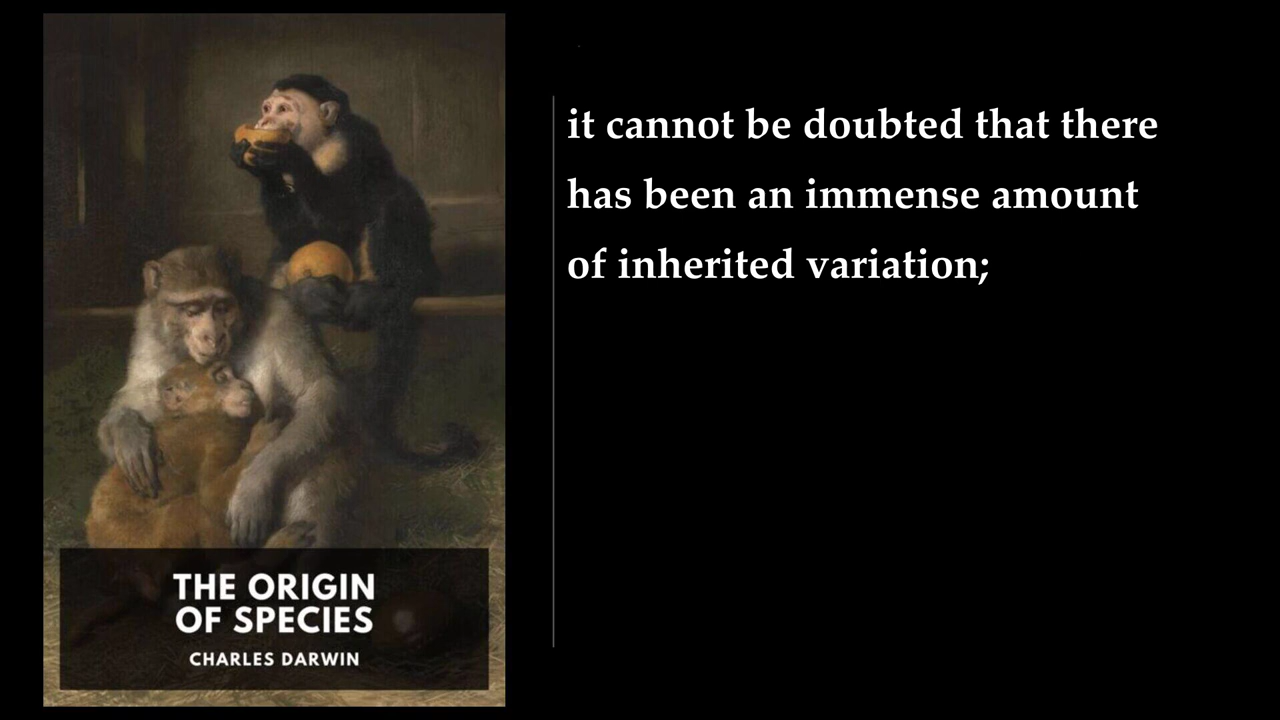 it cannot be doubted that there
has been an immense amount
of inherited variation;
THE ORIGIN
OF SPECIES
CHARLES DARWIN